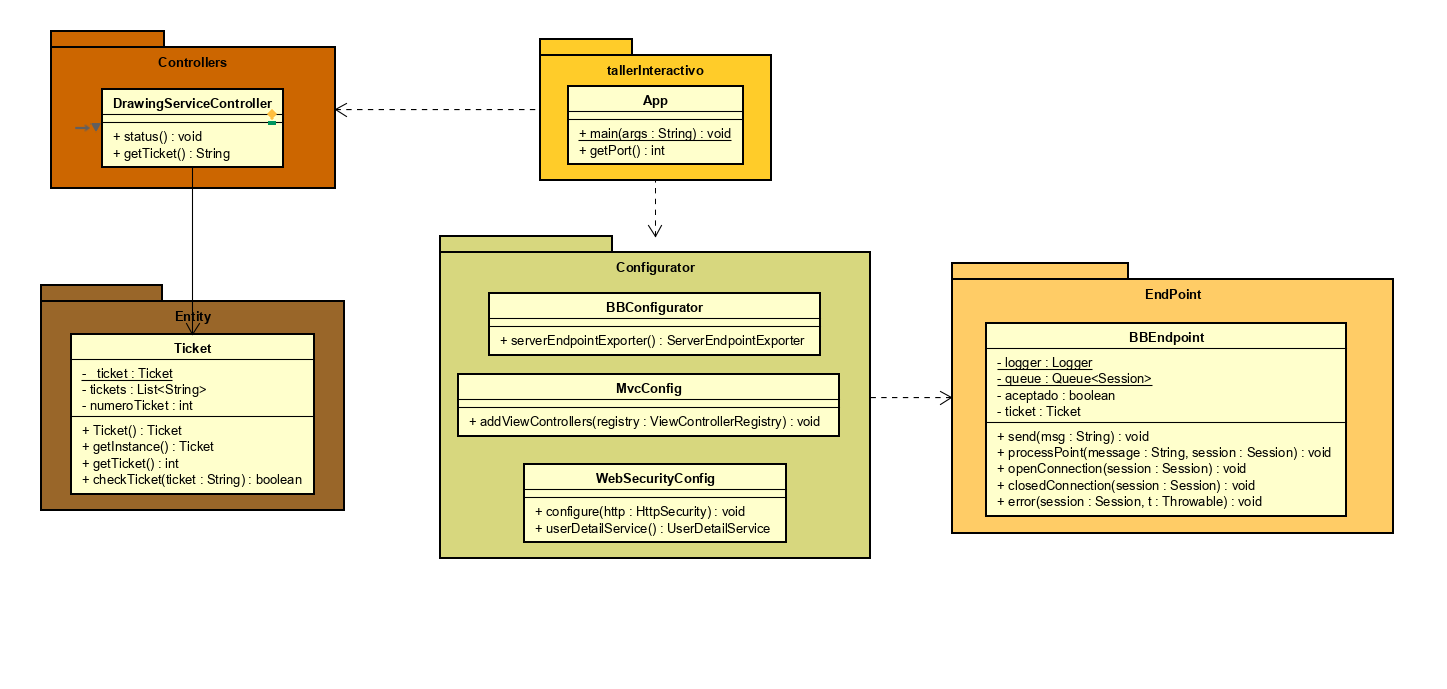 Controllers
DrawingServiceController
+ status() : void
+ getTicket() : String
tallerInteractivo
App
+ main(args : String) : void
+ getPort() : int
Entity
Ticket
- ticket : Ticket
- tickets : List<String>
- numeroTicket : int
+ Ticket() : Ticket
+ getInstance() : Ticket
+ getTicket() : int
+ checkTicket(ticket : String) : boolean
Configurator
BBConfigurator
+ serverEndpointExporter() : ServerEndpointExporter
MvcConfig
+ addViewControllers(registry : ViewControllerRegistry) : void
WebSecurityConfig
+ configure(http : HttpSecurity) : void
+ userDetailService() : UserDetailService
EndPoint
BBEndpoint
- logger : Logger
- queue : Queue<Session>
- aceptado : boolean
- ticket : Ticket
+ send(msg : String) : void
+ processPoint(message : String, session : Session) : void
+ openConnection(session : Session) : void
+ closedConnection(session : Session) : void
+ error(session : Session, t : Throwable) : void